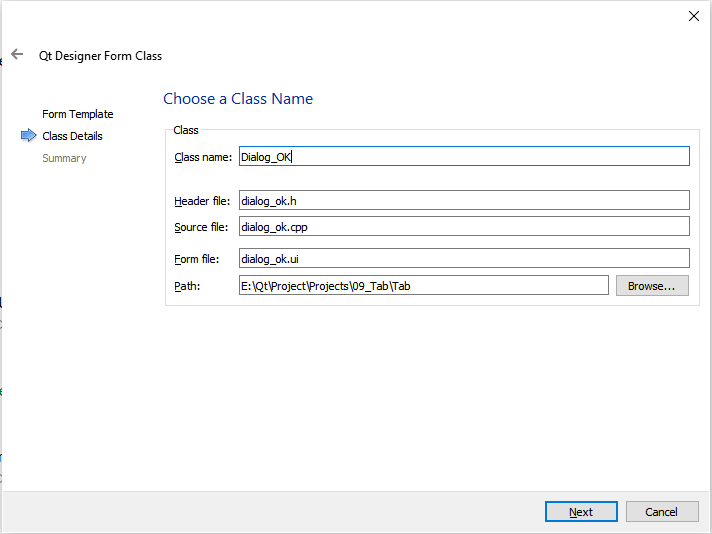 Qt Designer Form Class
Choose a Class Name
Form Template
Class Details
Summary
Class
Class name: Dialog_OK
Header file: dialog_ok.h
Source file: dialog_ok.cpp
Form file: dialog_ok.ui
Path: E:\Qt\Project\Projects\09_Tab\Tab Browse...
Next Cancel